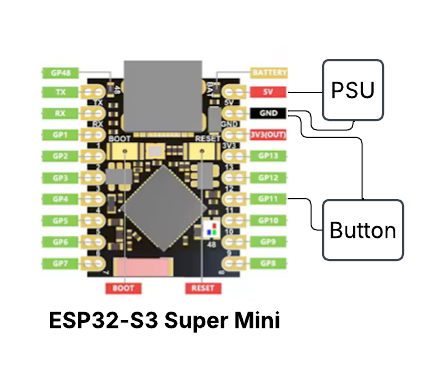 GP48
BATTERY
TX
5V
PSU
RX
GND
GP1
3V3(OUT)
BOOT
RESET
GP2
GP13
GP3
GP12
GP4
GP11
GP5
GP10
Button
GP6
GP9
48
GP7
GP8
BOOT
RESET
ESP32-S3 Super Mini